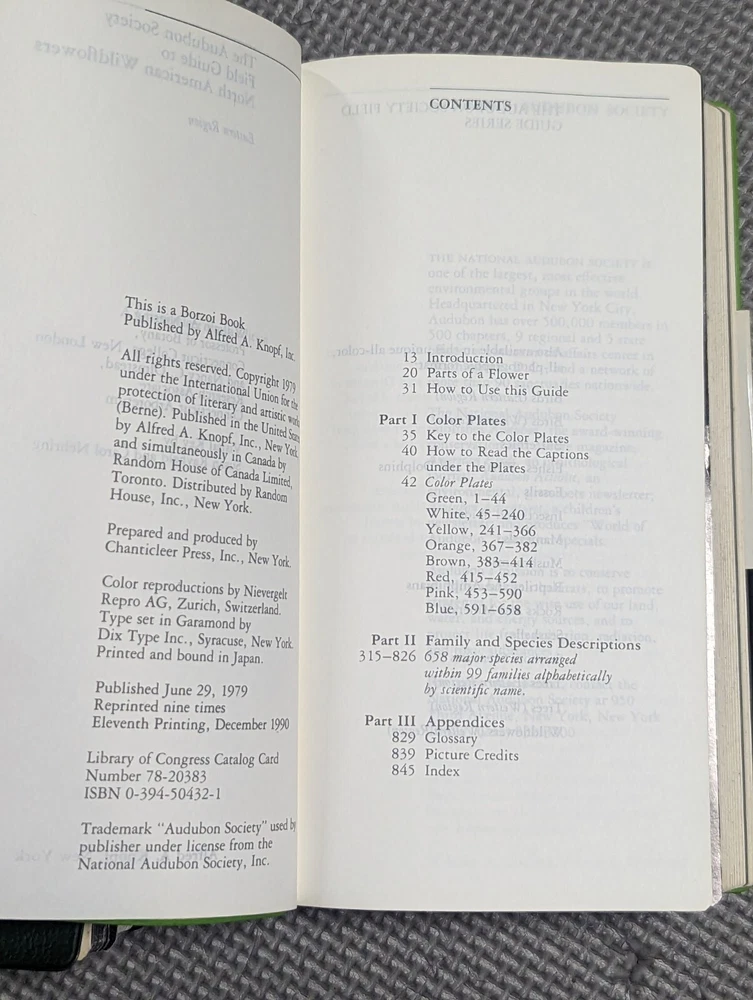 This is a Borzoi Book
Published by Alfred A. Knopf, Inc.
All rights reserved. Copyright 1979
under the International Union for the
protection of literary and artistic works
(Berne). Published in the United States
by Alfred A. Knopf, Inc., New York
and simultaneously in Canada by
Random House of Canada Limited,
Toronto. Distributed by Random
House, Inc., New York.
Prepared and produced by
Chanticleer Press, Inc., New York.
Color reproductions by Nievergelt
Repro AG, Zurich, Switzerland.
Type set in Garamond by
Dix Type Inc., Syracuse, New York.
Printed and bound in Japan.
Published June 29, 1979
Reprinted nine times
Eleventh Printing, December 1990
Library of Congress Catalog Card
Number 78-20383
ISBN 0-394-50432-1
Trademark "Audubon Society" used by
publisher under license from the
National Audubon Society, Inc.
CONTENTS
13 Introduction
20 Parts of a Flower
31 How to Use this Guide
Part I Color Plates
35 Key to the Color Plates
40 How to Read the Captions
under the Plates
42 Color Plates
Green, 1–44
White, 45–240
Yellow, 241–366
Orange, 367–382
Brown, 383–414
Red, 415–452
Pink, 453–590
Blue, 591–658
Part II Family and Species Descriptions
315–826 658 major species arranged
within 99 families alphabetically
by scientific name.
Part III Appendices
829 Glossary
839 Picture Credits
845 Index